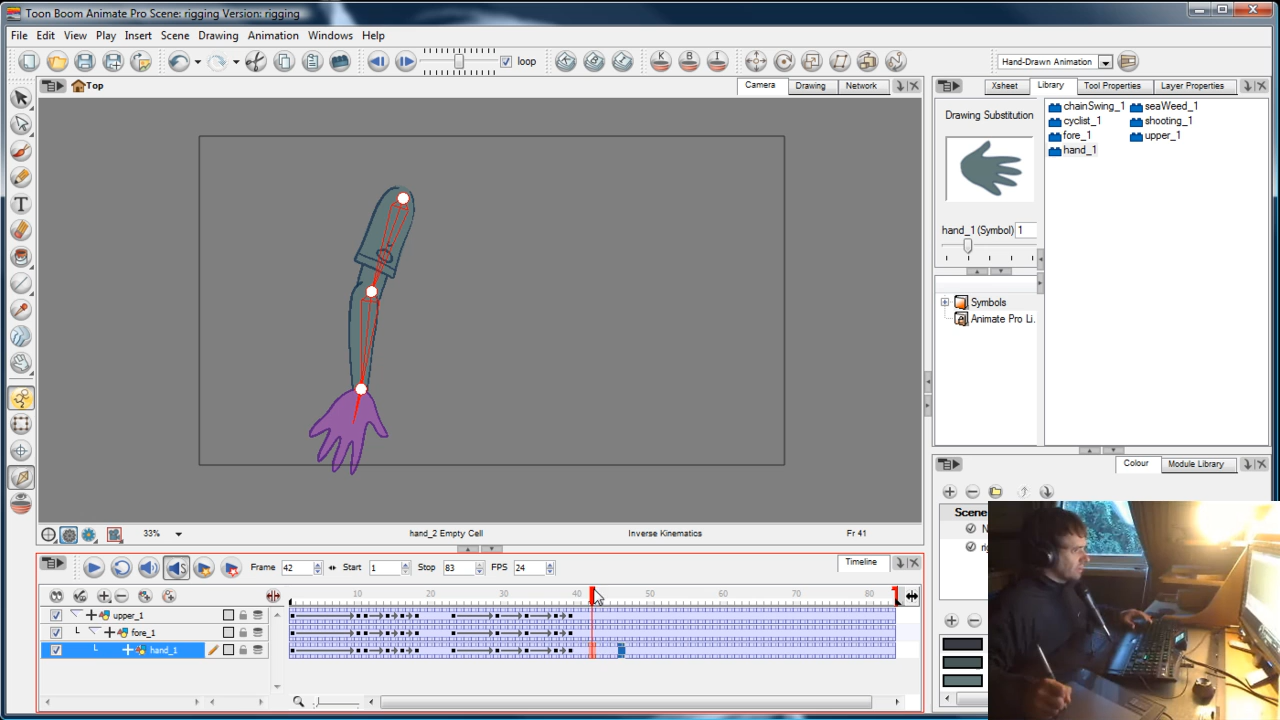 Toon Boom Animate Pro Scene: rigging Version: rigging
File Edit View Play Insert Scene Drawing Animation Windows Help
loop
K B I
Hand-Drawn Animation
Top
Camera Drawing Network
Xsheet Library Tool Properties Layer Properties
Drawing Substitution
hand_1 (Symbol) 1
chainSwing_1 seaWeed_1
cyclist_1 shooting_1
fore_1 upper_1
hand_1
Symbols
Animate Pro Li..
Colour Module Library
Scene
33% hand_2 Empty Cell Inverse Kinematics Fr 41
Frame 42 Start 1 Stop 83 FPS 24
Timeline
10 20 30 40 50 60 70 80
upper_1
fore_1
hand_1